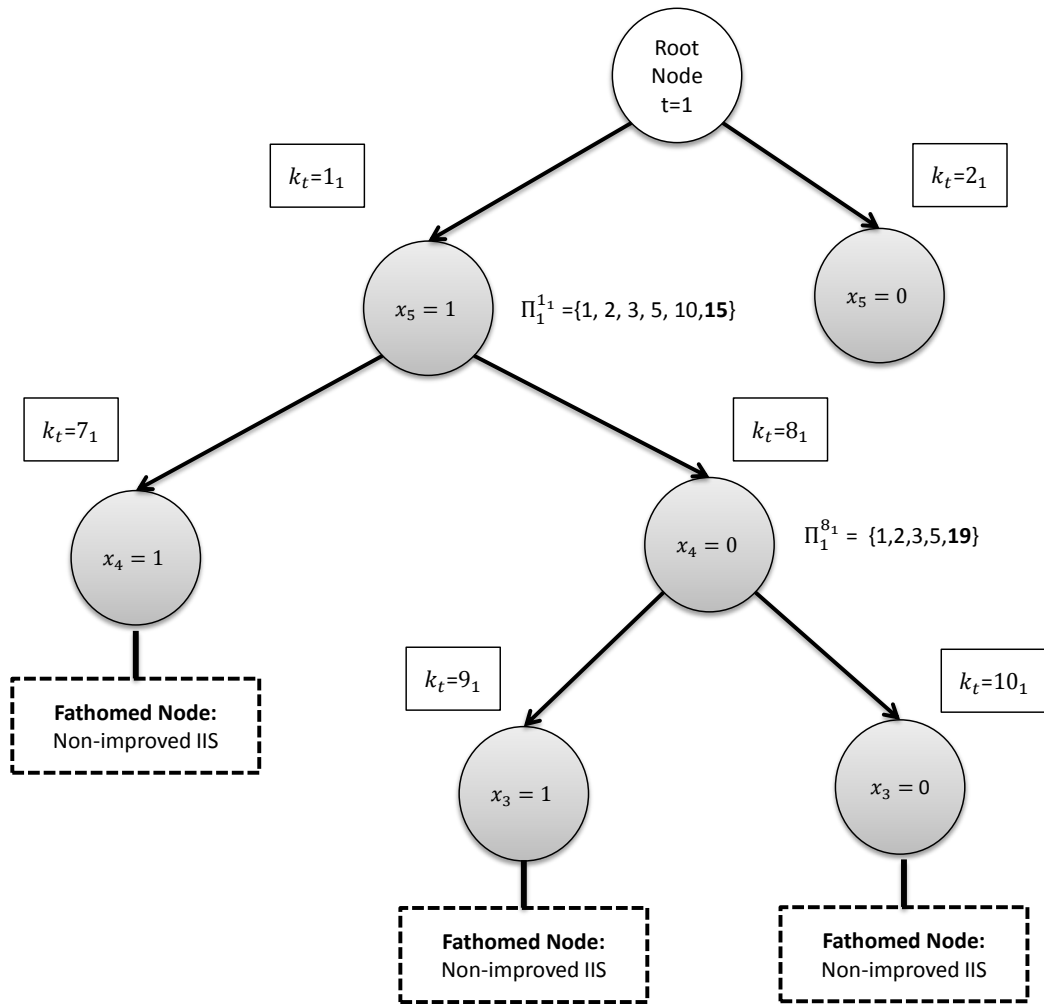 Root
Node
t=1
$k_t$=$1_1$
$k_t$=$2_1$
$x_5 = 1$
$\Pi_1^{1_1}$ ={1, 2, 3, 5, 10,**15**}
$x_5 = 0$
$k_t$=$7_1$
$k_t$=$8_1$
$x_4 = 1$
$x_4 = 0$
$\Pi_1^{8_1}$ = {1,2,3,5,**19**}
$k_t$=$9_1$
$k_t$=$10_1$
**Fathomed Node:**
Non-improved IIS
$x_3 = 1$
$x_3 = 0$
**Fathomed Node:**
Non-improved IIS
**Fathomed Node:**
Non-improved IIS